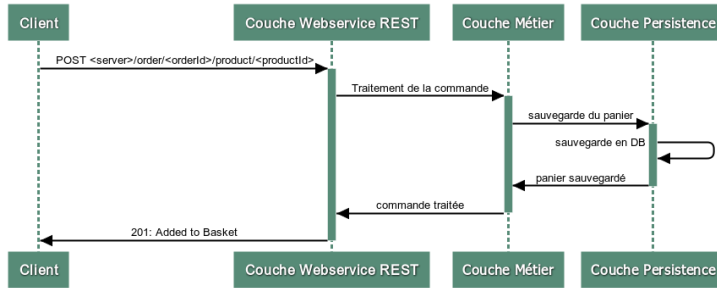 Client
Couche Webservice REST
Couche Métier
Couche Persistence
POST <server>/order/<orderId>/product/<productId>
Traitement de la commande
sauvegarde du panier
sauvegarde en DB
panier sauvegardé
commande traitée
201: Added to Basket
Client
Couche Webservice REST
Couche Métier
Couche Persistence